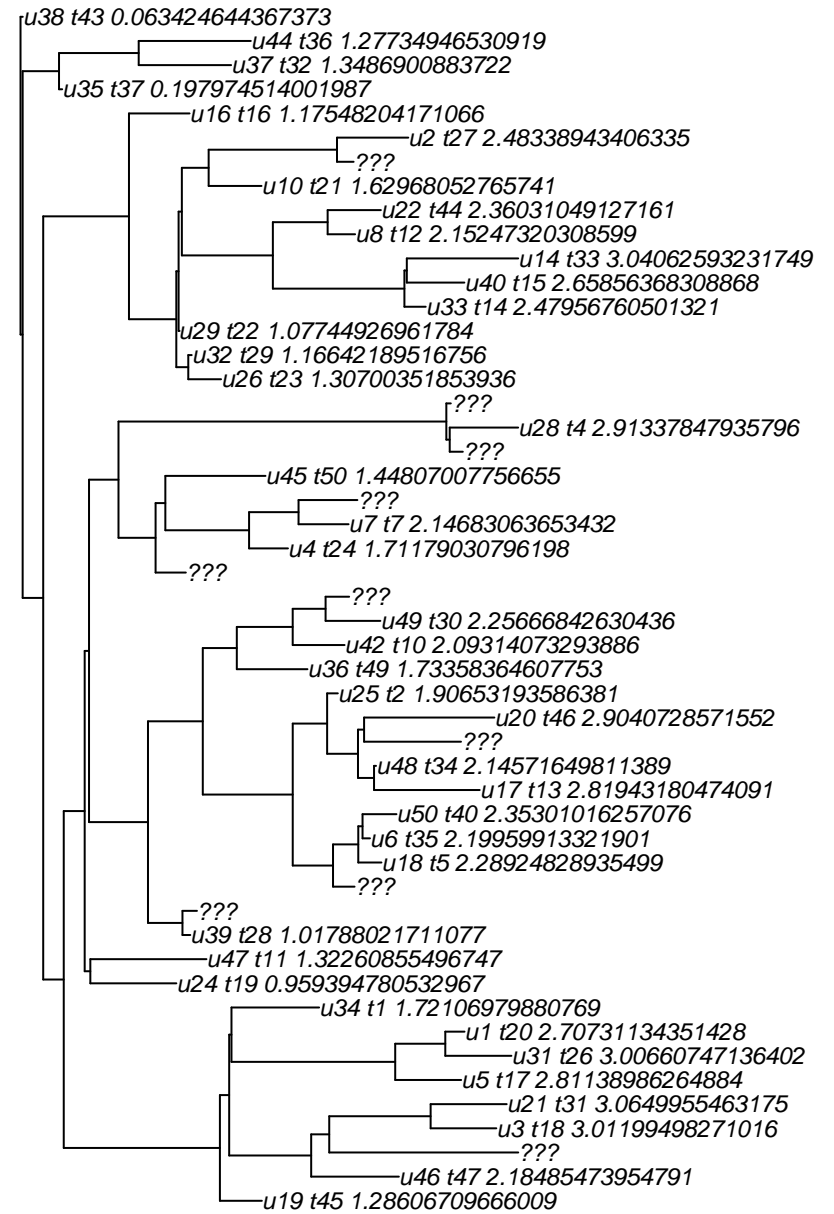 u38 t43 0.063424644367373
u44 t36 1.27734946530919
u37 t32 1.3486900883722
u35 t37 0.197974514001987
u16 t16 1.17548204171066
u2 t27 2.48338943406335
???
u10 t21 1.62968052765741
u22 t44 2.36031049127161
u8 t12 2.15247320308599
u14 t33 3.04062593231749
u40 t15 2.65856368308868
u33 t14 2.47956760501321
u29 t22 1.07744926961784
u32 t29 1.16642189516756
u26 t23 1.30700351853936
???
u28 t4 2.91337847935796
???
u45 t50 1.44807007756655
???
u7 t7 2.14683063653432
u4 t24 1.71179030796198
???
???
u49 t30 2.25666842630436
u42 t10 2.09314073293886
u36 t49 1.73358364607753
u25 t2 1.90653193586381
u20 t46 2.9040728571552
???
u48 t34 2.14571649811389
u17 t13 2.81943180474091
u50 t40 2.35301016257076
u6 t35 2.19959913321901
u18 t5 2.28924828935499
???
???
u39 t28 1.01788021711077
u47 t11 1.32260855496747
u24 t19 0.959394780532967
u34 t1 1.72106979880769
u1 t20 2.70731134351428
u31 t26 3.00660747136402
u5 t17 2.81138986264884
u21 t31 3.0649955463175
u3 t18 3.01199498271016
???
u46 t47 2.18485473954791
u19 t45 1.28606709666009